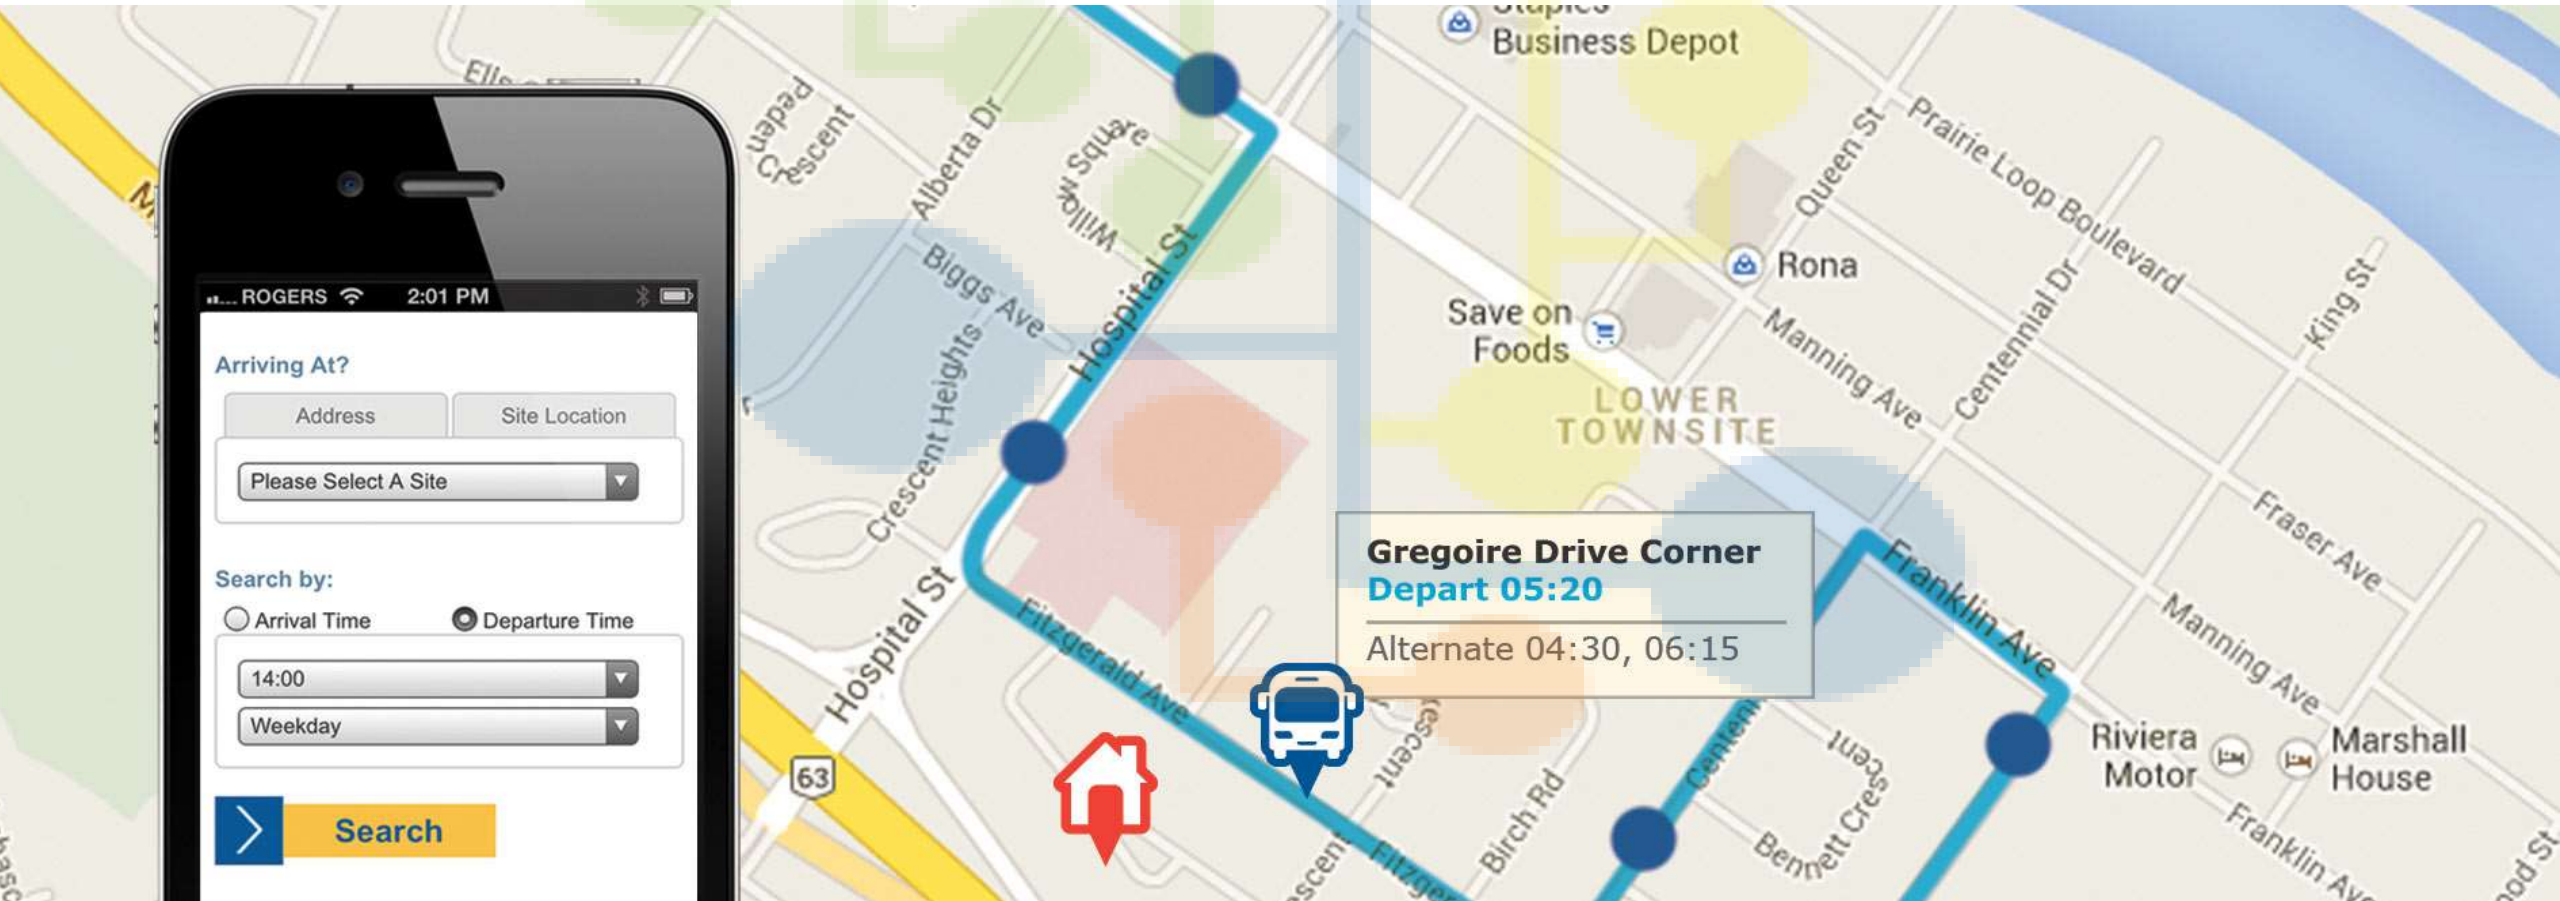 ROGERS 2:01 PM
Arriving At?
Address
Site Location
Please Select A Site
Search by:
Arrival Time
Departure Time
14:00
Weekday
Search
63
Peden
Crescent
Alberta Dr
Willow Square
Biggs Ave
Crescent Heights
Hospital St
Hospital St
Fitzgerald Ave
Staples
Business Depot
Queen St
Prairie Loop Boulevard
Rona
Save on
Foods
LOWER
TOWNSITE
Manning Ave
Centennial Dr
King St
Fraser Ave
Manning Ave
Gregoire Drive Corner
Depart 05:20
Alternate 04:30, 06:15
Franklin Ave
Birch Rd
Riviera
Motor
Marshall
House
Franklin Ave